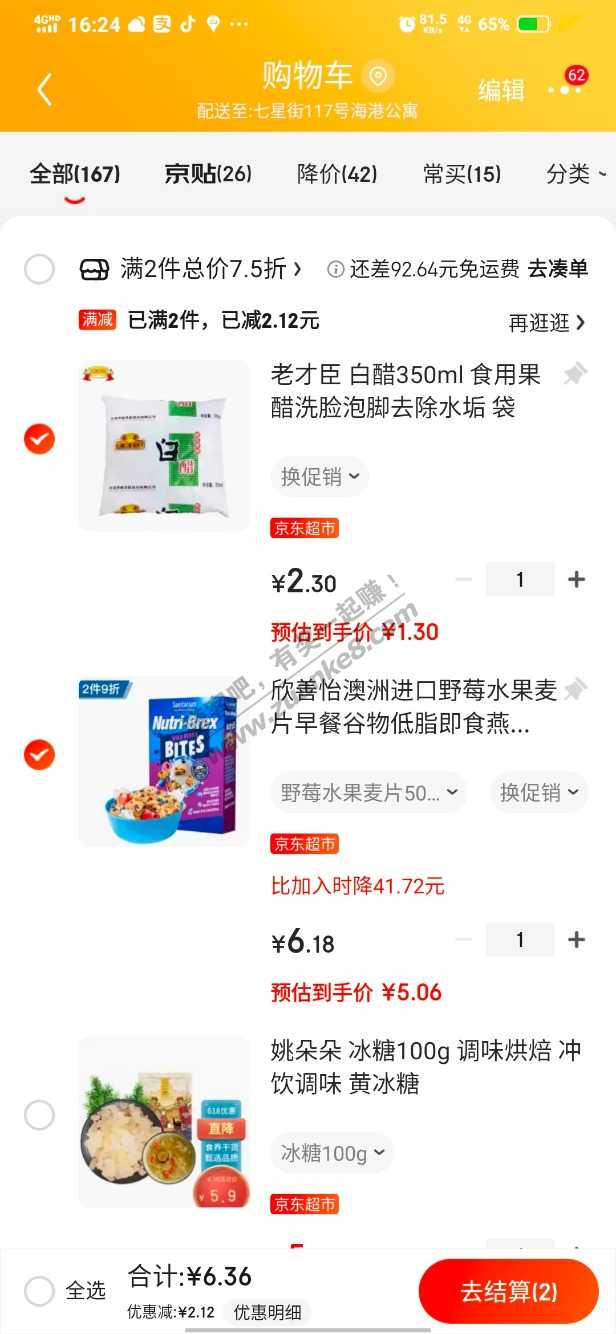 4GHD 16:24 81.5 KB/s 4G 65%
购物车
配送至:七星街117号海港公寓
编辑
62
全部(167) 京贴(26) 降价(42) 常买(15) 分类
满2件总价7.5折 还差92.64元免运费 去凑单
满减 已满2件，已减2.12元 再逛逛
老才臣 白醋350ml 食用果
醋洗脸泡脚去除水垢 袋
白醋
换促销
京东超市
¥2.30 1
预估到手价 ¥1.30
2件9折
Sanitarium
Nutri-Brex
BITES
欣善怡澳洲进口野莓水果麦
片早餐谷物低脂即食燕...
野莓水果麦片50... 换促销
京东超市
比加入时降41.72元
¥6.18 1
预估到手价 ¥5.06
姚朵朵 冰糖100g 调味烘焙 冲
饮调味 黄冰糖
618优惠
直降
食养干货
甄选品质
¥5.9
冰糖100g
京东超市
全选 合计:¥6.36
优惠减:¥2.12 优惠明细
去结算(2)